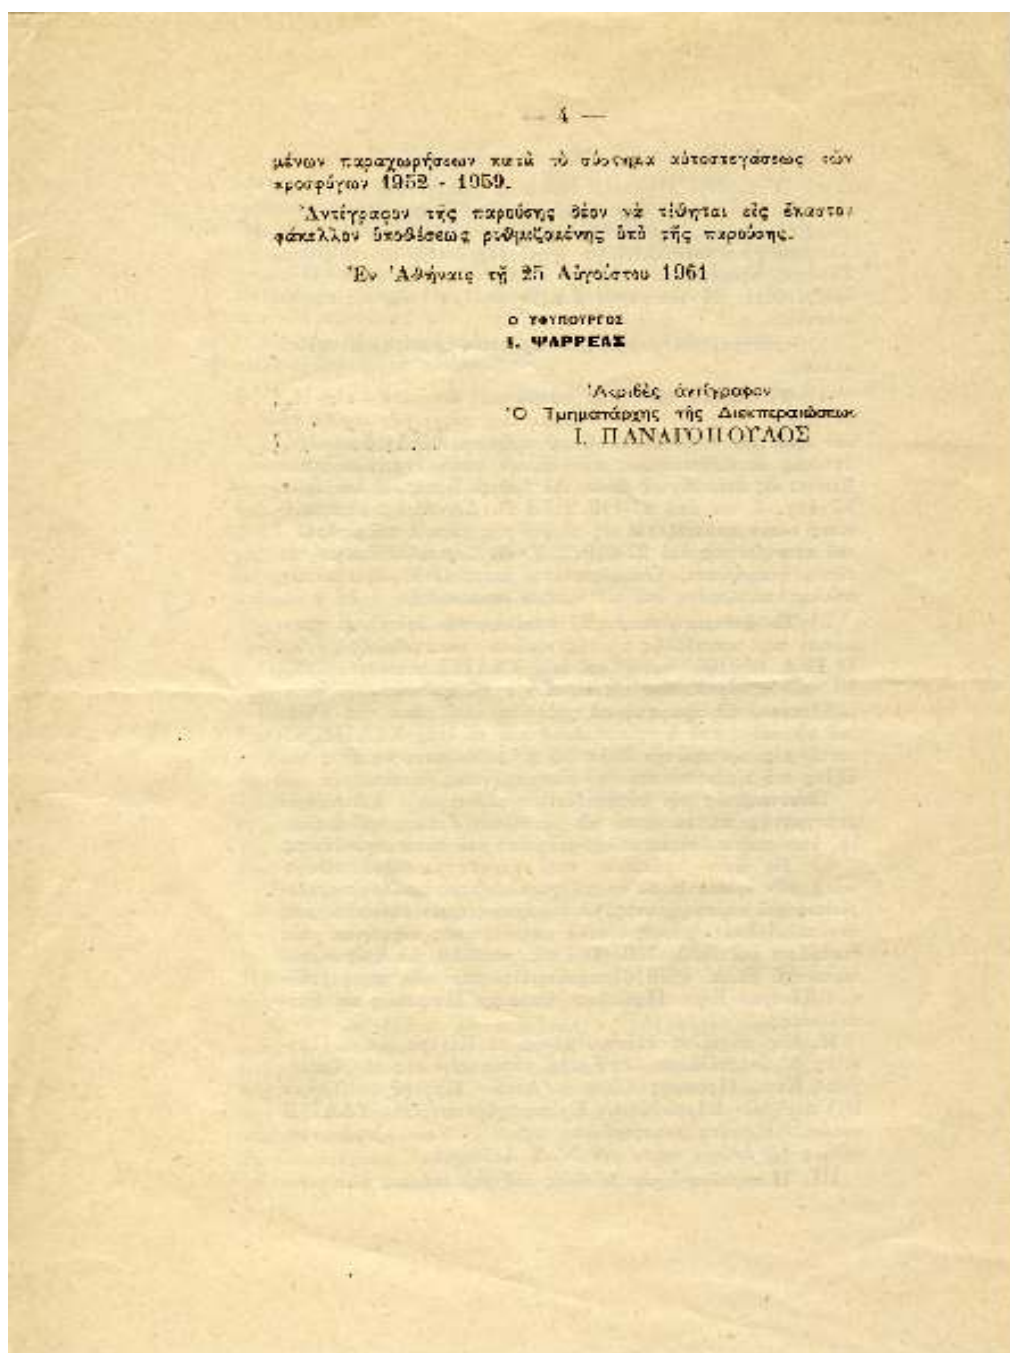 — 4 —
μένων παραχωρήσεων κατὰ τὸ σύστημα αὐτοστεγάσεως τῶν
προσφύγων 1952 - 1959.
Ἀντίγραφον τῆς παρούσης δέον νὰ τίθηται εἰς ἕκαστον
φάκελλον ὑποθέσεως ρυθμιζομένης ὑπὸ τῆς παρούσης.
Ἐν Ἀθήναις τῇ 25 Αὐγούστου 1961
Ο ΥΦΥΠΟΥΡΓΟΣ
Ι. ΨΑΡΡΕΑΣ
Ἀκριβὲς ἀντίγραφον
Ὁ Τμηματάρχης τῆς Διεκπεραιώσεως
Ι. ΠΑΝΑΓΟΠΟΥΛΟΣ